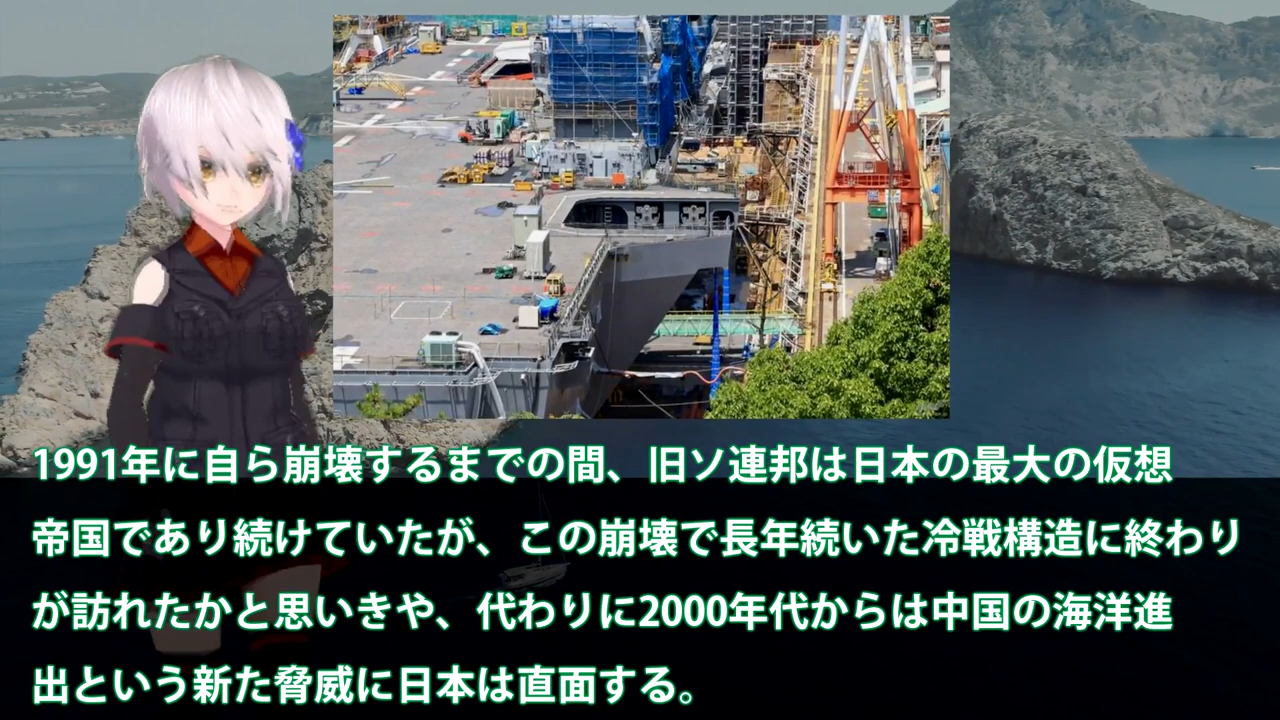 1991年に自ら崩壊するまでの間、旧ソ連邦は日本の最大の仮想
帝国であり続けていたが、この崩壊で長年続いた冷戦構造に終わり
が訪れたかと思いきや、代わりに2000年代からは中国の海洋進
出という新た脅威に日本は直面する。